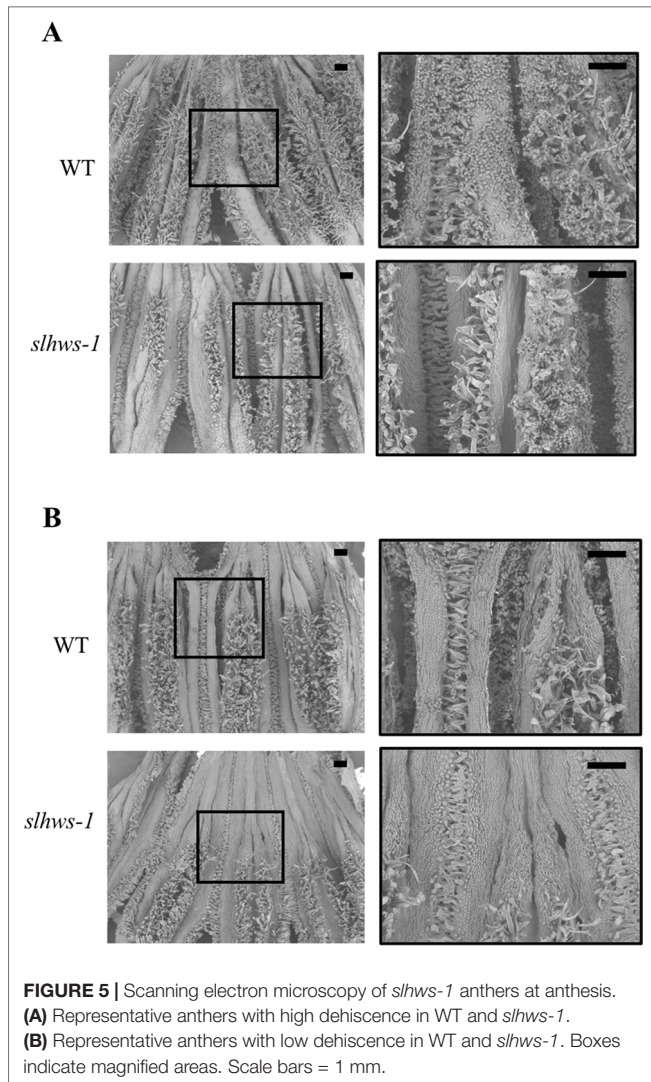 A
WT
slhws-1
B
WT
slhws-1
FIGURE 5 | Scanning electron microscopy of slhws-1 anthers at anthesis.
(A) Representative anthers with high dehiscence in WT and slhws-1.
(B) Representative anthers with low dehiscence in WT and slhws-1. Boxes
indicate magnified areas. Scale bars = 1 mm.